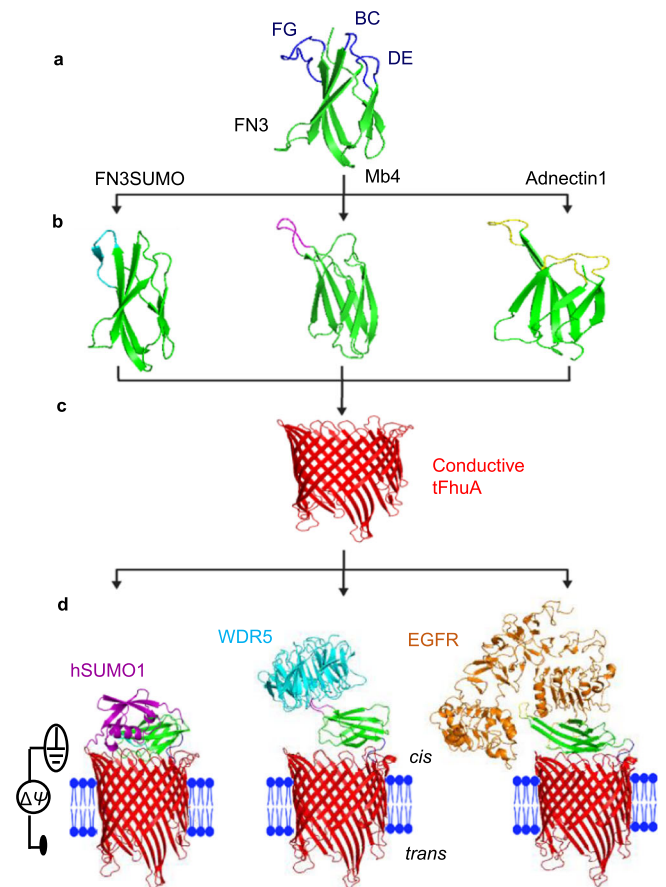 a
FG
BC
DE
FN3
FN3SUMO
Mb4
Adnectin1
b
c
Conductive
tFhuA
d
hSUMO1
WDR5
EGFR
cis
ΔΨ
trans